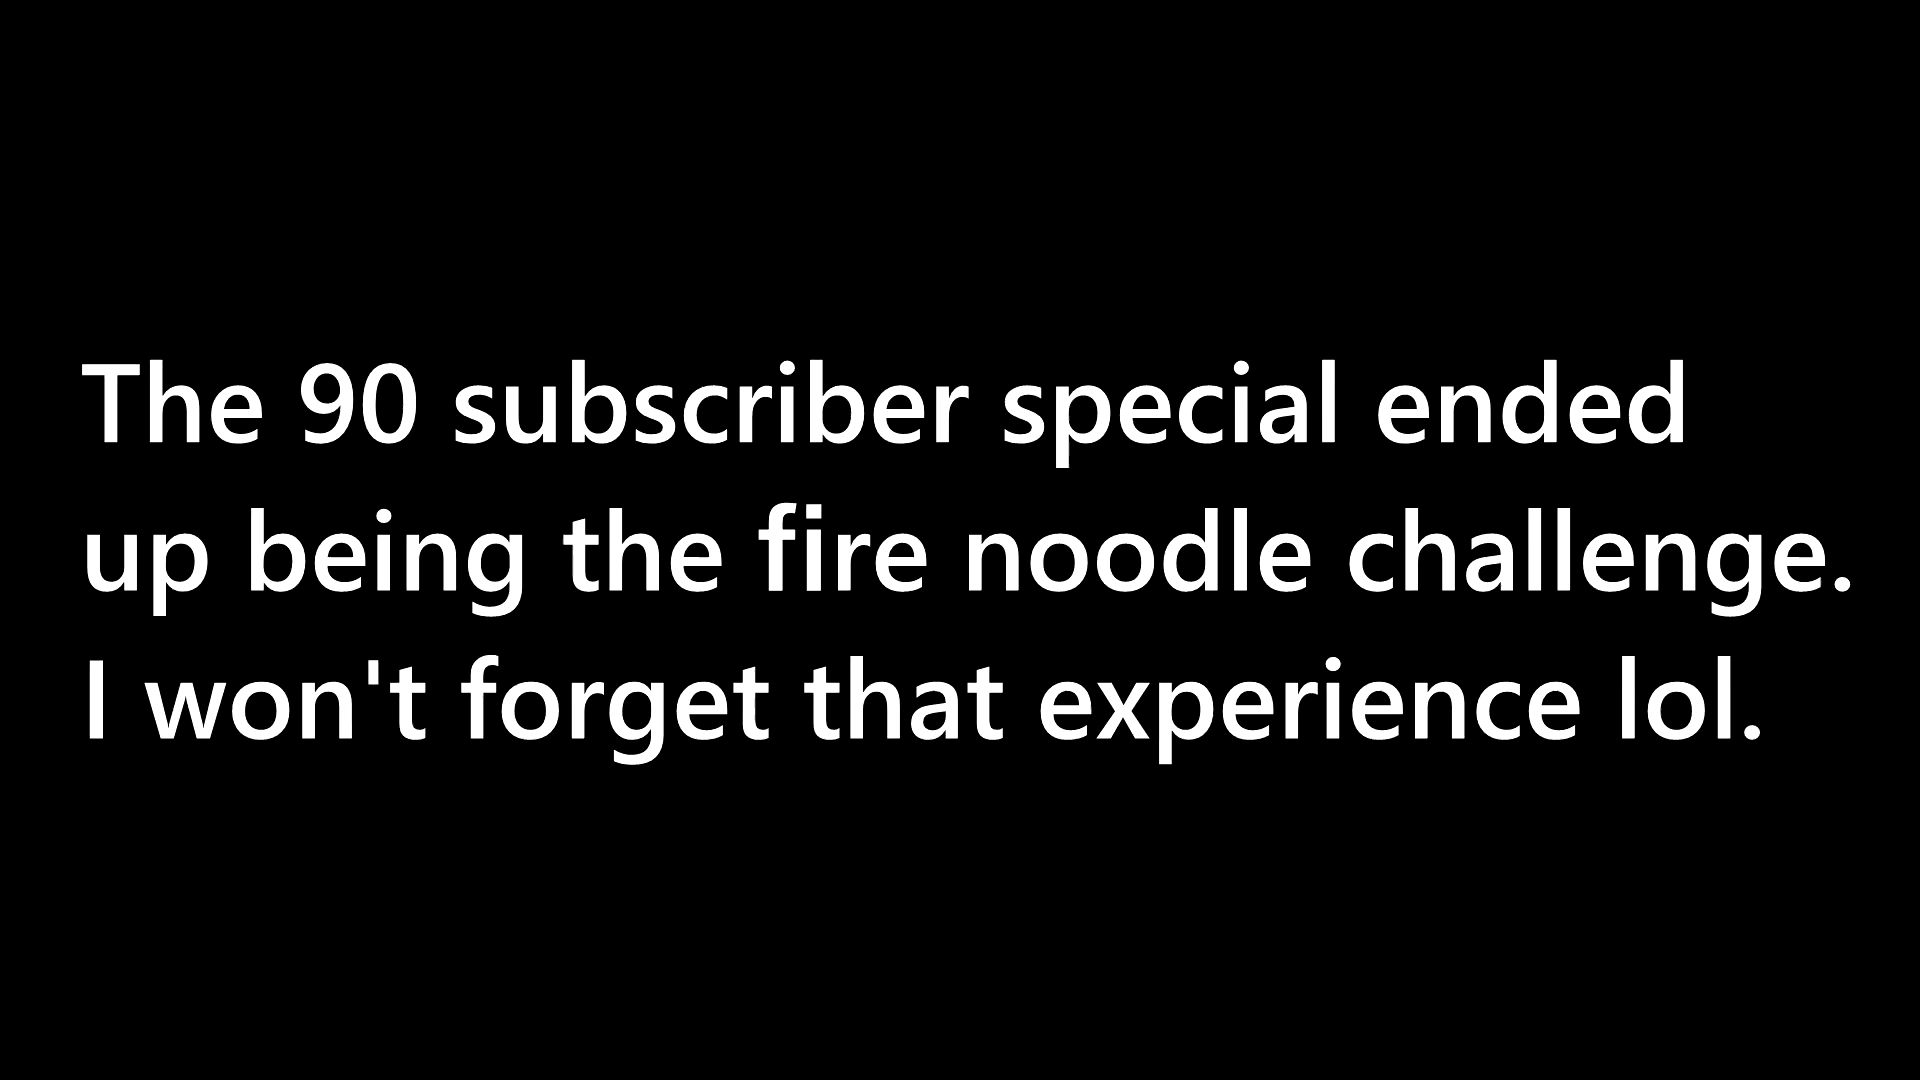 The 90 subscriber special ended
up being the fire noodle challenge.
I won't forget that experience lol.